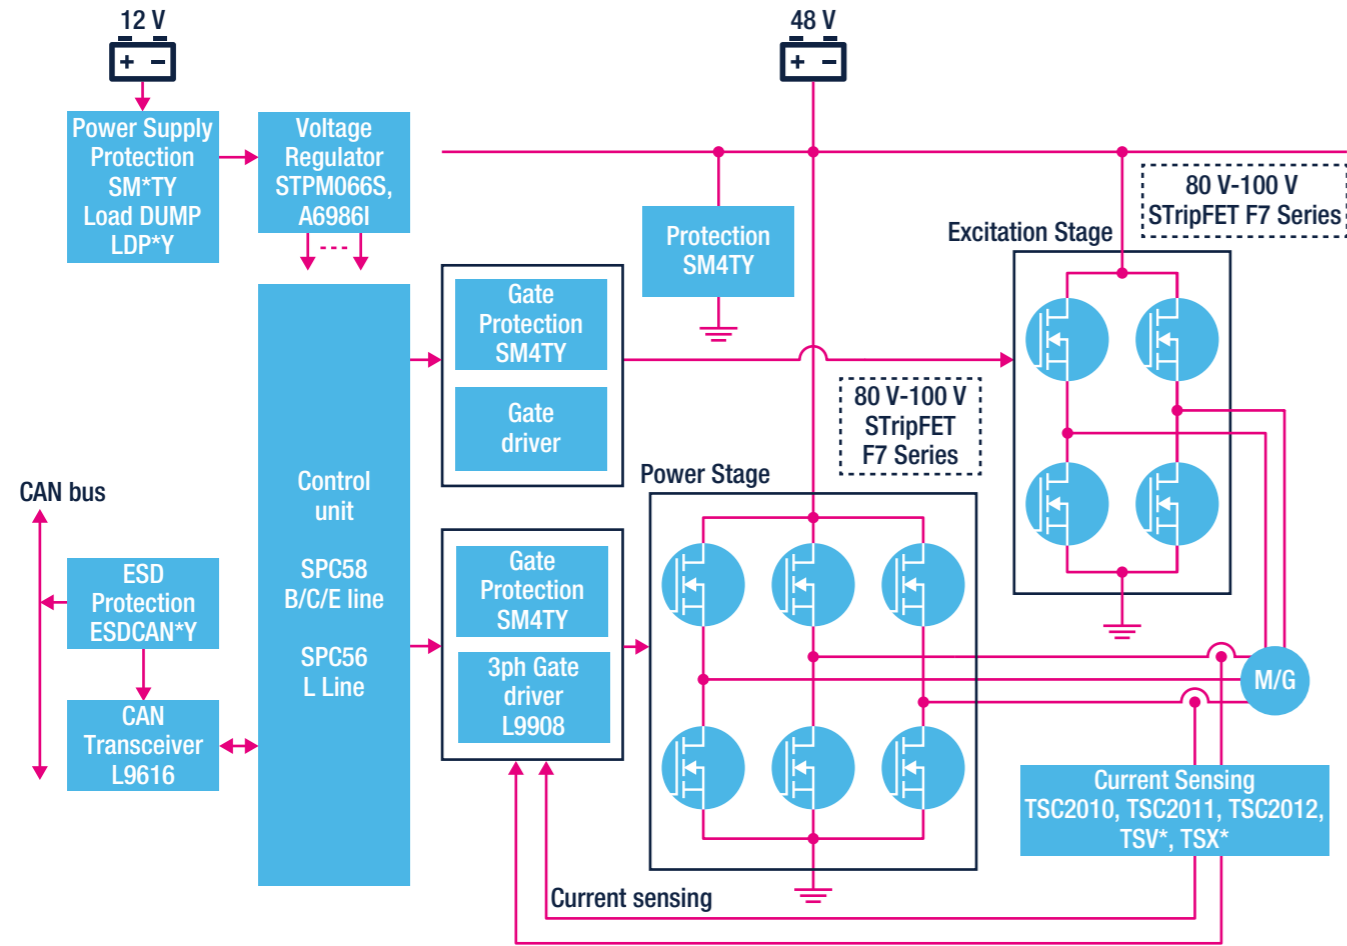 12 V
48 V
Power Supply
Protection
SM*TY
Load DUMP
LDP*Y
Voltage
Regulator
STPM066S,
A6986I
Protection
SM4TY
80 V-100 V
STripFET F7 Series
Excitation Stage
Gate
Protection
SM4TY
Gate
driver
80 V-100 V
STripFET
F7 Series
Power Stage
Control
unit
SPC58
B/C/E line
SPC56
L Line
CAN bus
ESD
Protection
ESDCAN*Y
CAN
Transceiver
L9616
Gate
Protection
SM4TY
3ph Gate
driver
L9908
M/G
Current Sensing
TSC2010, TSC2011, TSC2012,
TSV*, TSX*
Current sensing